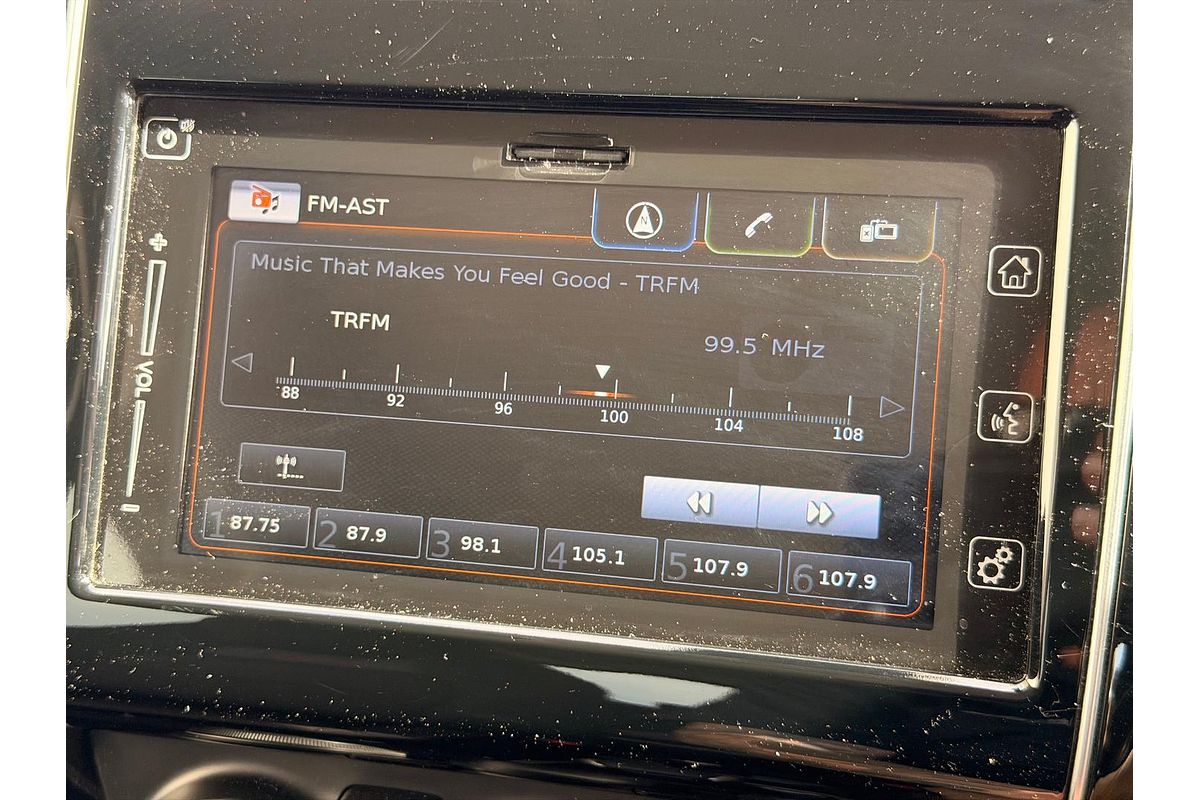 FM-AST
Music That Makes You Feel Good - TRFM
TRFM
99.5 MHz
88 92 96 100 104 108
VOL
1 87.75 2 87.9 3 98.1 4 105.1 5 107.9 6 107.9